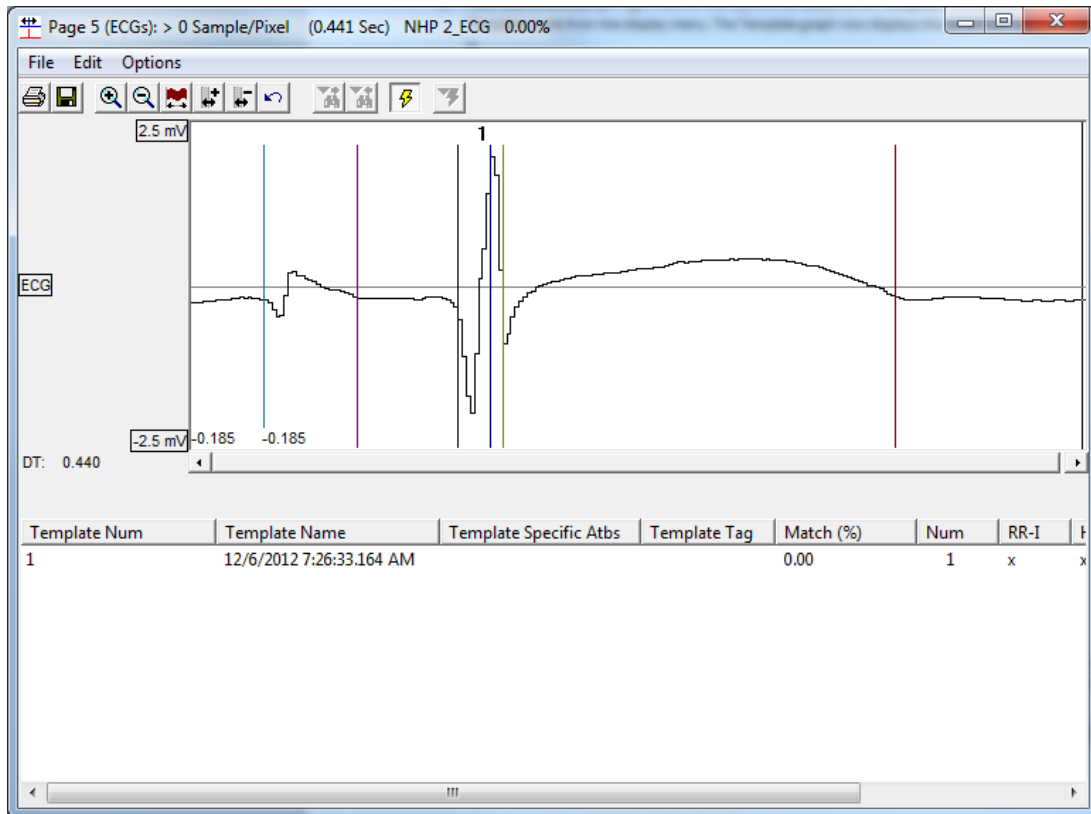 Page 5 (ECGs): > 0 Sample/Pixel (0.441 Sec) NHP 2_ECG 0.00%
File Edit Options
2.5 mV
1
ECG
-2.5 mV
-0.185 -0.185
DT: 0.440
Template Num Template Name Template Specific Atbs Template Tag Match (%) Num RR-I
1 12/6/2012 7:26:33.164 AM 0.00 1 x x